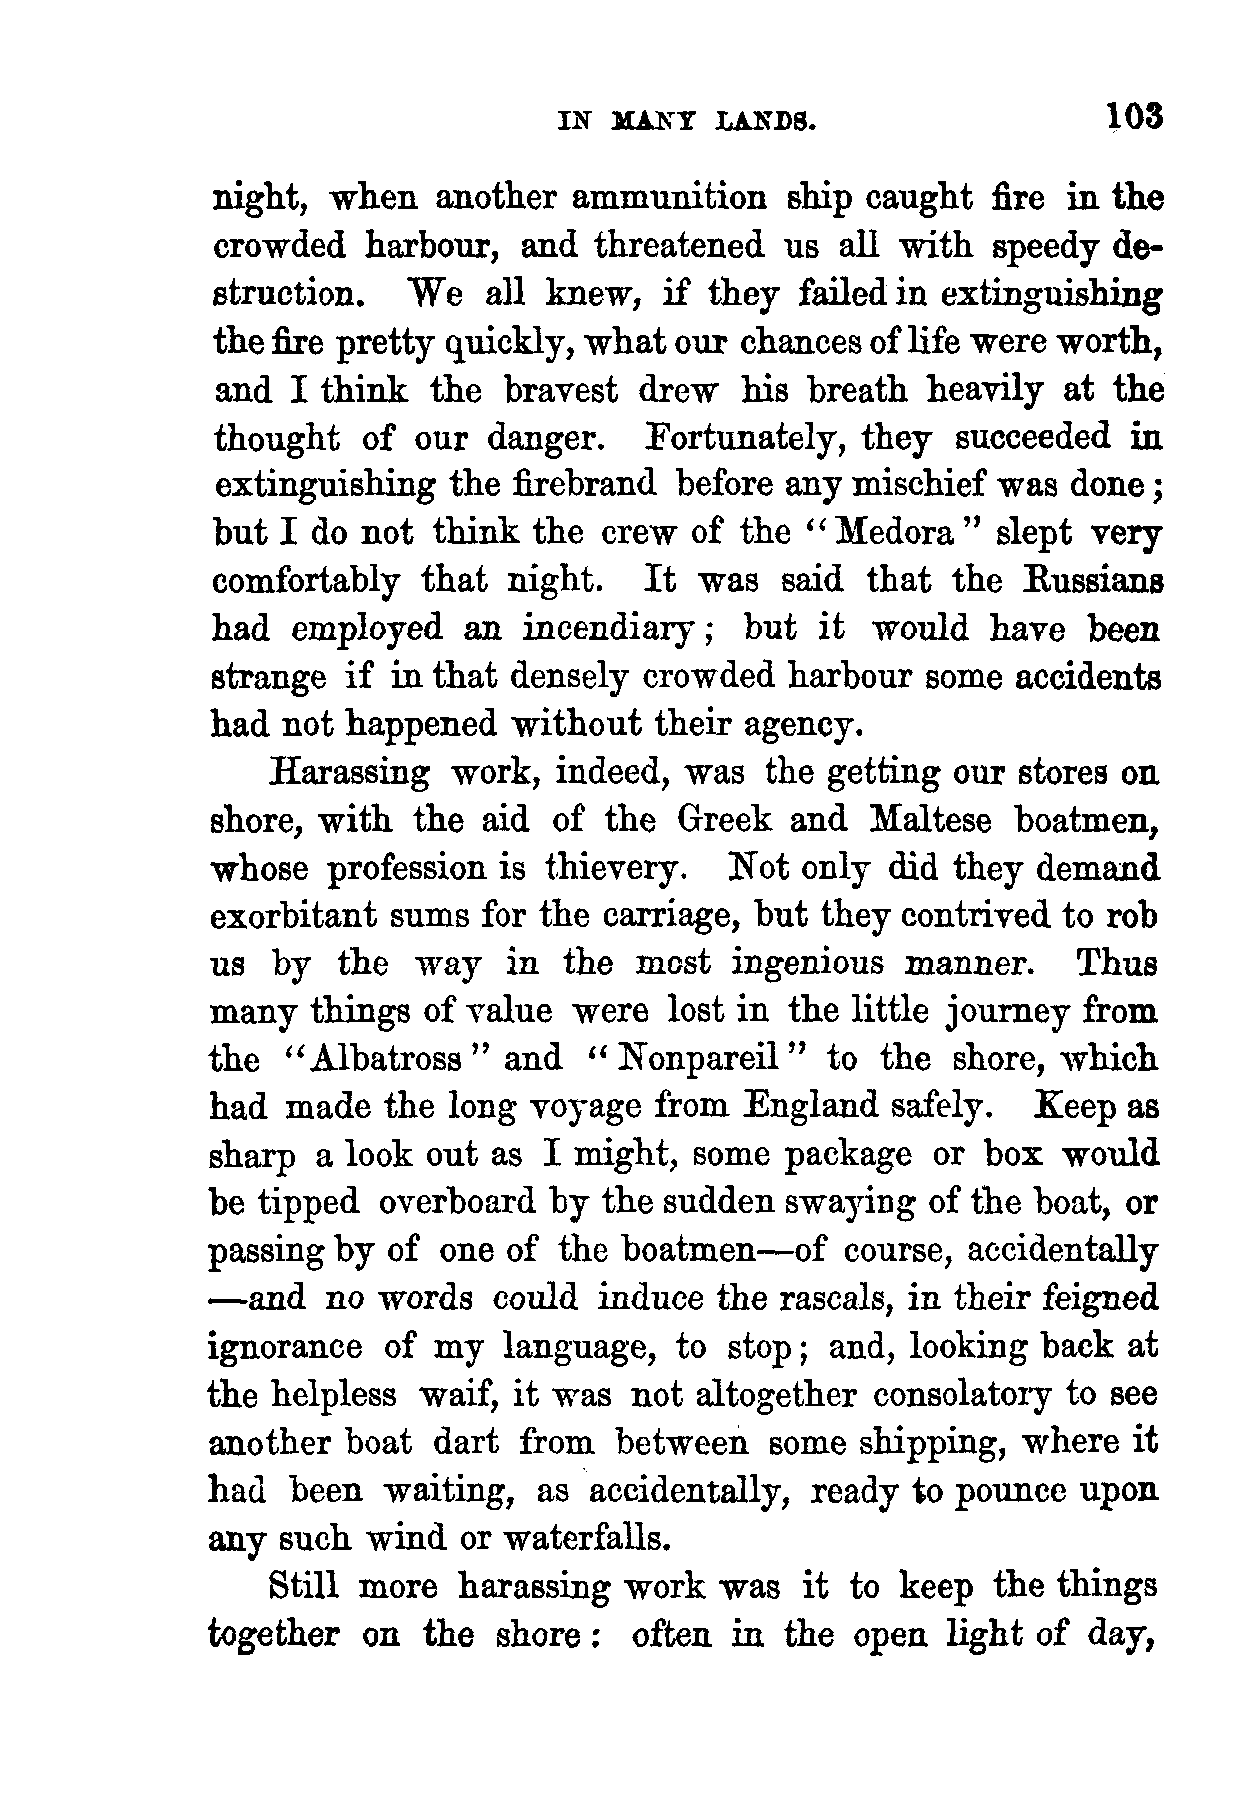 IN MANY LANDS. 103
night, when another ammunition ship caught fire in the
crowded harbour, and threatened us all with speedy de-
struction. We all knew, if they failed in extinguishing
the fire pretty quickly, what our chances of life were worth,
and I think the bravest drew his breath heavily at the
thought of our danger. Fortunately, they succeeded in
extinguishing the firebrand before any mischief was done;
but I do not think the crew of the "Medora" slept very
comfortably that night. It was said that the Russians
had employed an incendiary; but it would have been
strange if in that densely crowded harbour some accidents
had not happened without their agency.
Harassing work, indeed, was the getting our stores on
shore, with the aid of the Greek and Maltese boatmen,
whose profession is thievery. Not only did they demand
exorbitant sums for the carriage, but they contrived to rob
us by the way in the most ingenious manner. Thus
many things of value were lost in the little journey from
the "Albatross" and "Nonpareil" to the shore, which
had made the long voyage from England safely. Keep as
sharp a look out as I might, some package or box would
be tipped overboard by the sudden swaying of the boat, or
passing by of one of the boatmen—of course, accidentally
—and no words could induce the rascals, in their feigned
ignorance of my language, to stop; and, looking back at
the helpless waif, it was not altogether consolatory to see
another boat dart from between some shipping, where it
had been waiting, as accidentally, ready to pounce upon
any such wind or waterfalls.
Still more harassing work was it to keep the things
together on the shore: often in the open light of day,